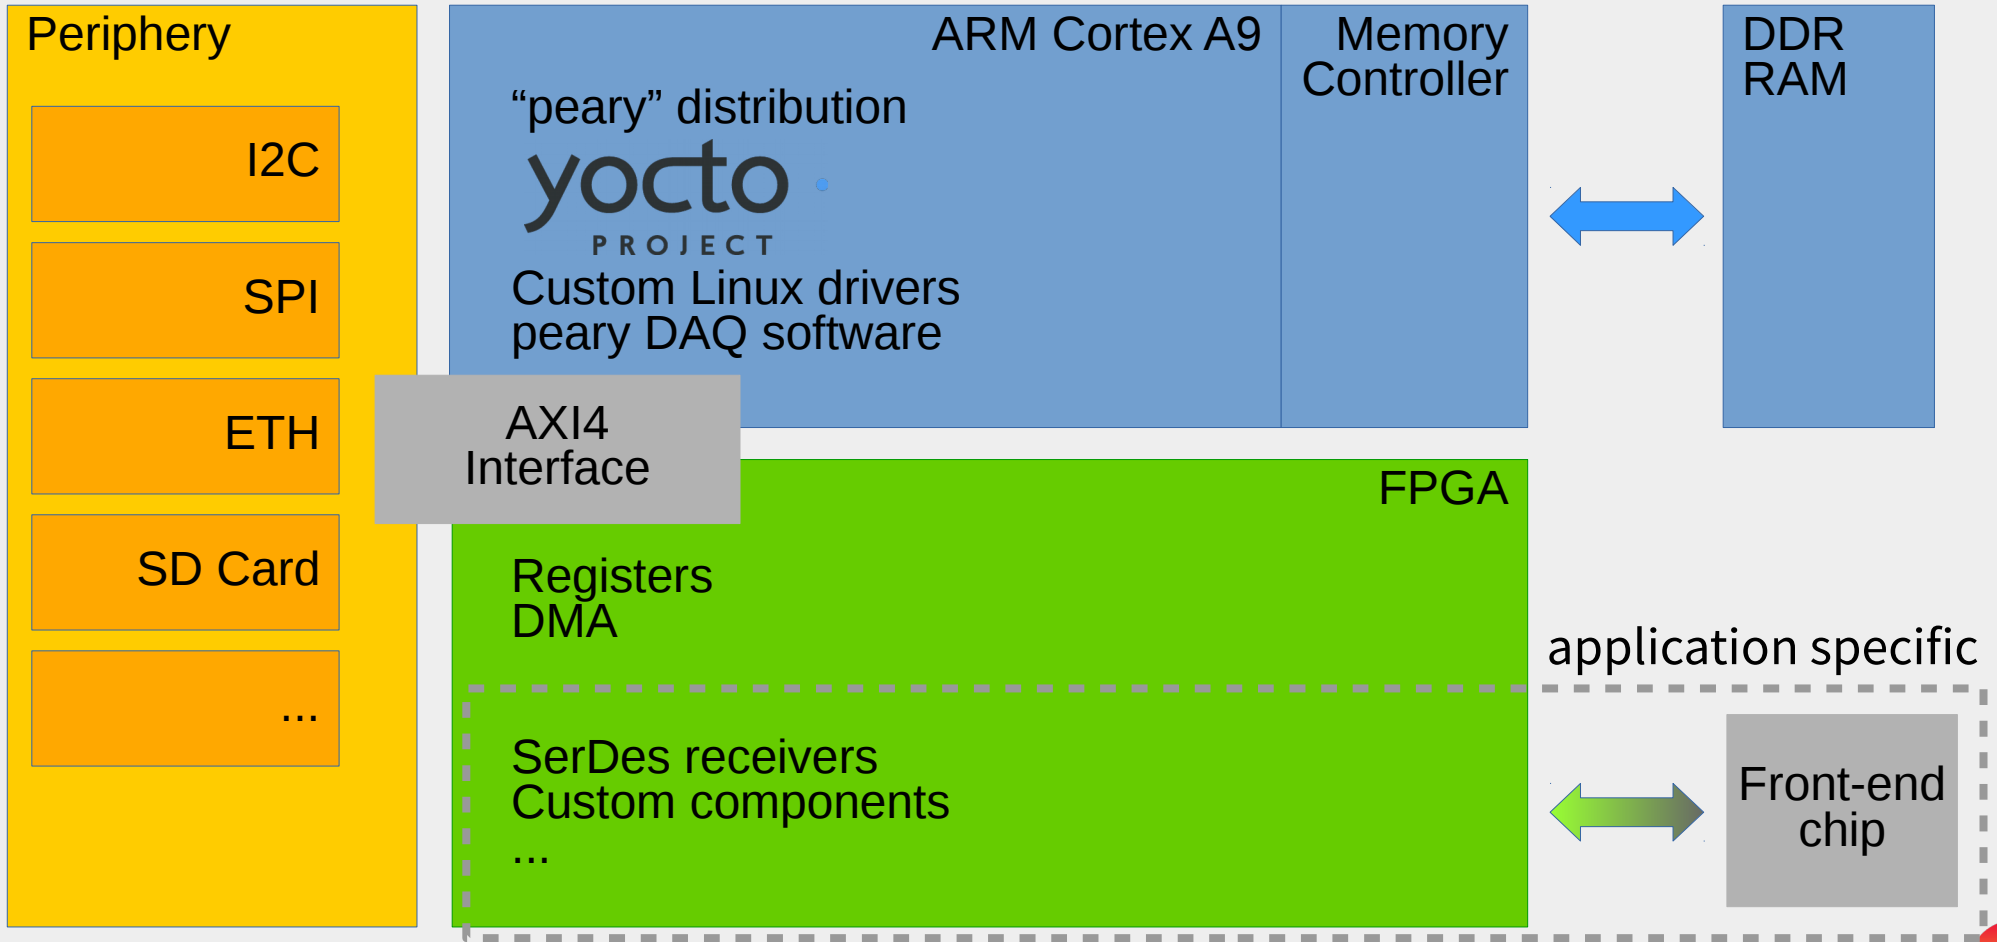 Periphery
I2C
SPI
ETH
SD Card
...
ARM Cortex A9
“peary” distribution
yocto
PROJECT
Custom Linux drivers
peary DAQ software
Memory
Controller
DDR
RAM
AXI4
Interface
FPGA
Registers
DMA
application specific
SerDes receivers
Custom components
...
Front-end
chip